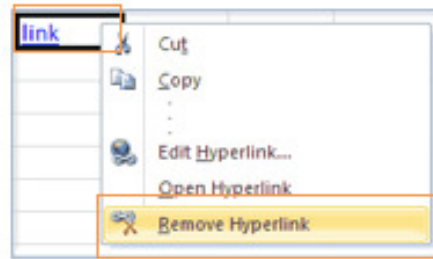 link
Cut
Copy
Edit Hyperlink...
Open Hyperlink
Remove Hyperlink